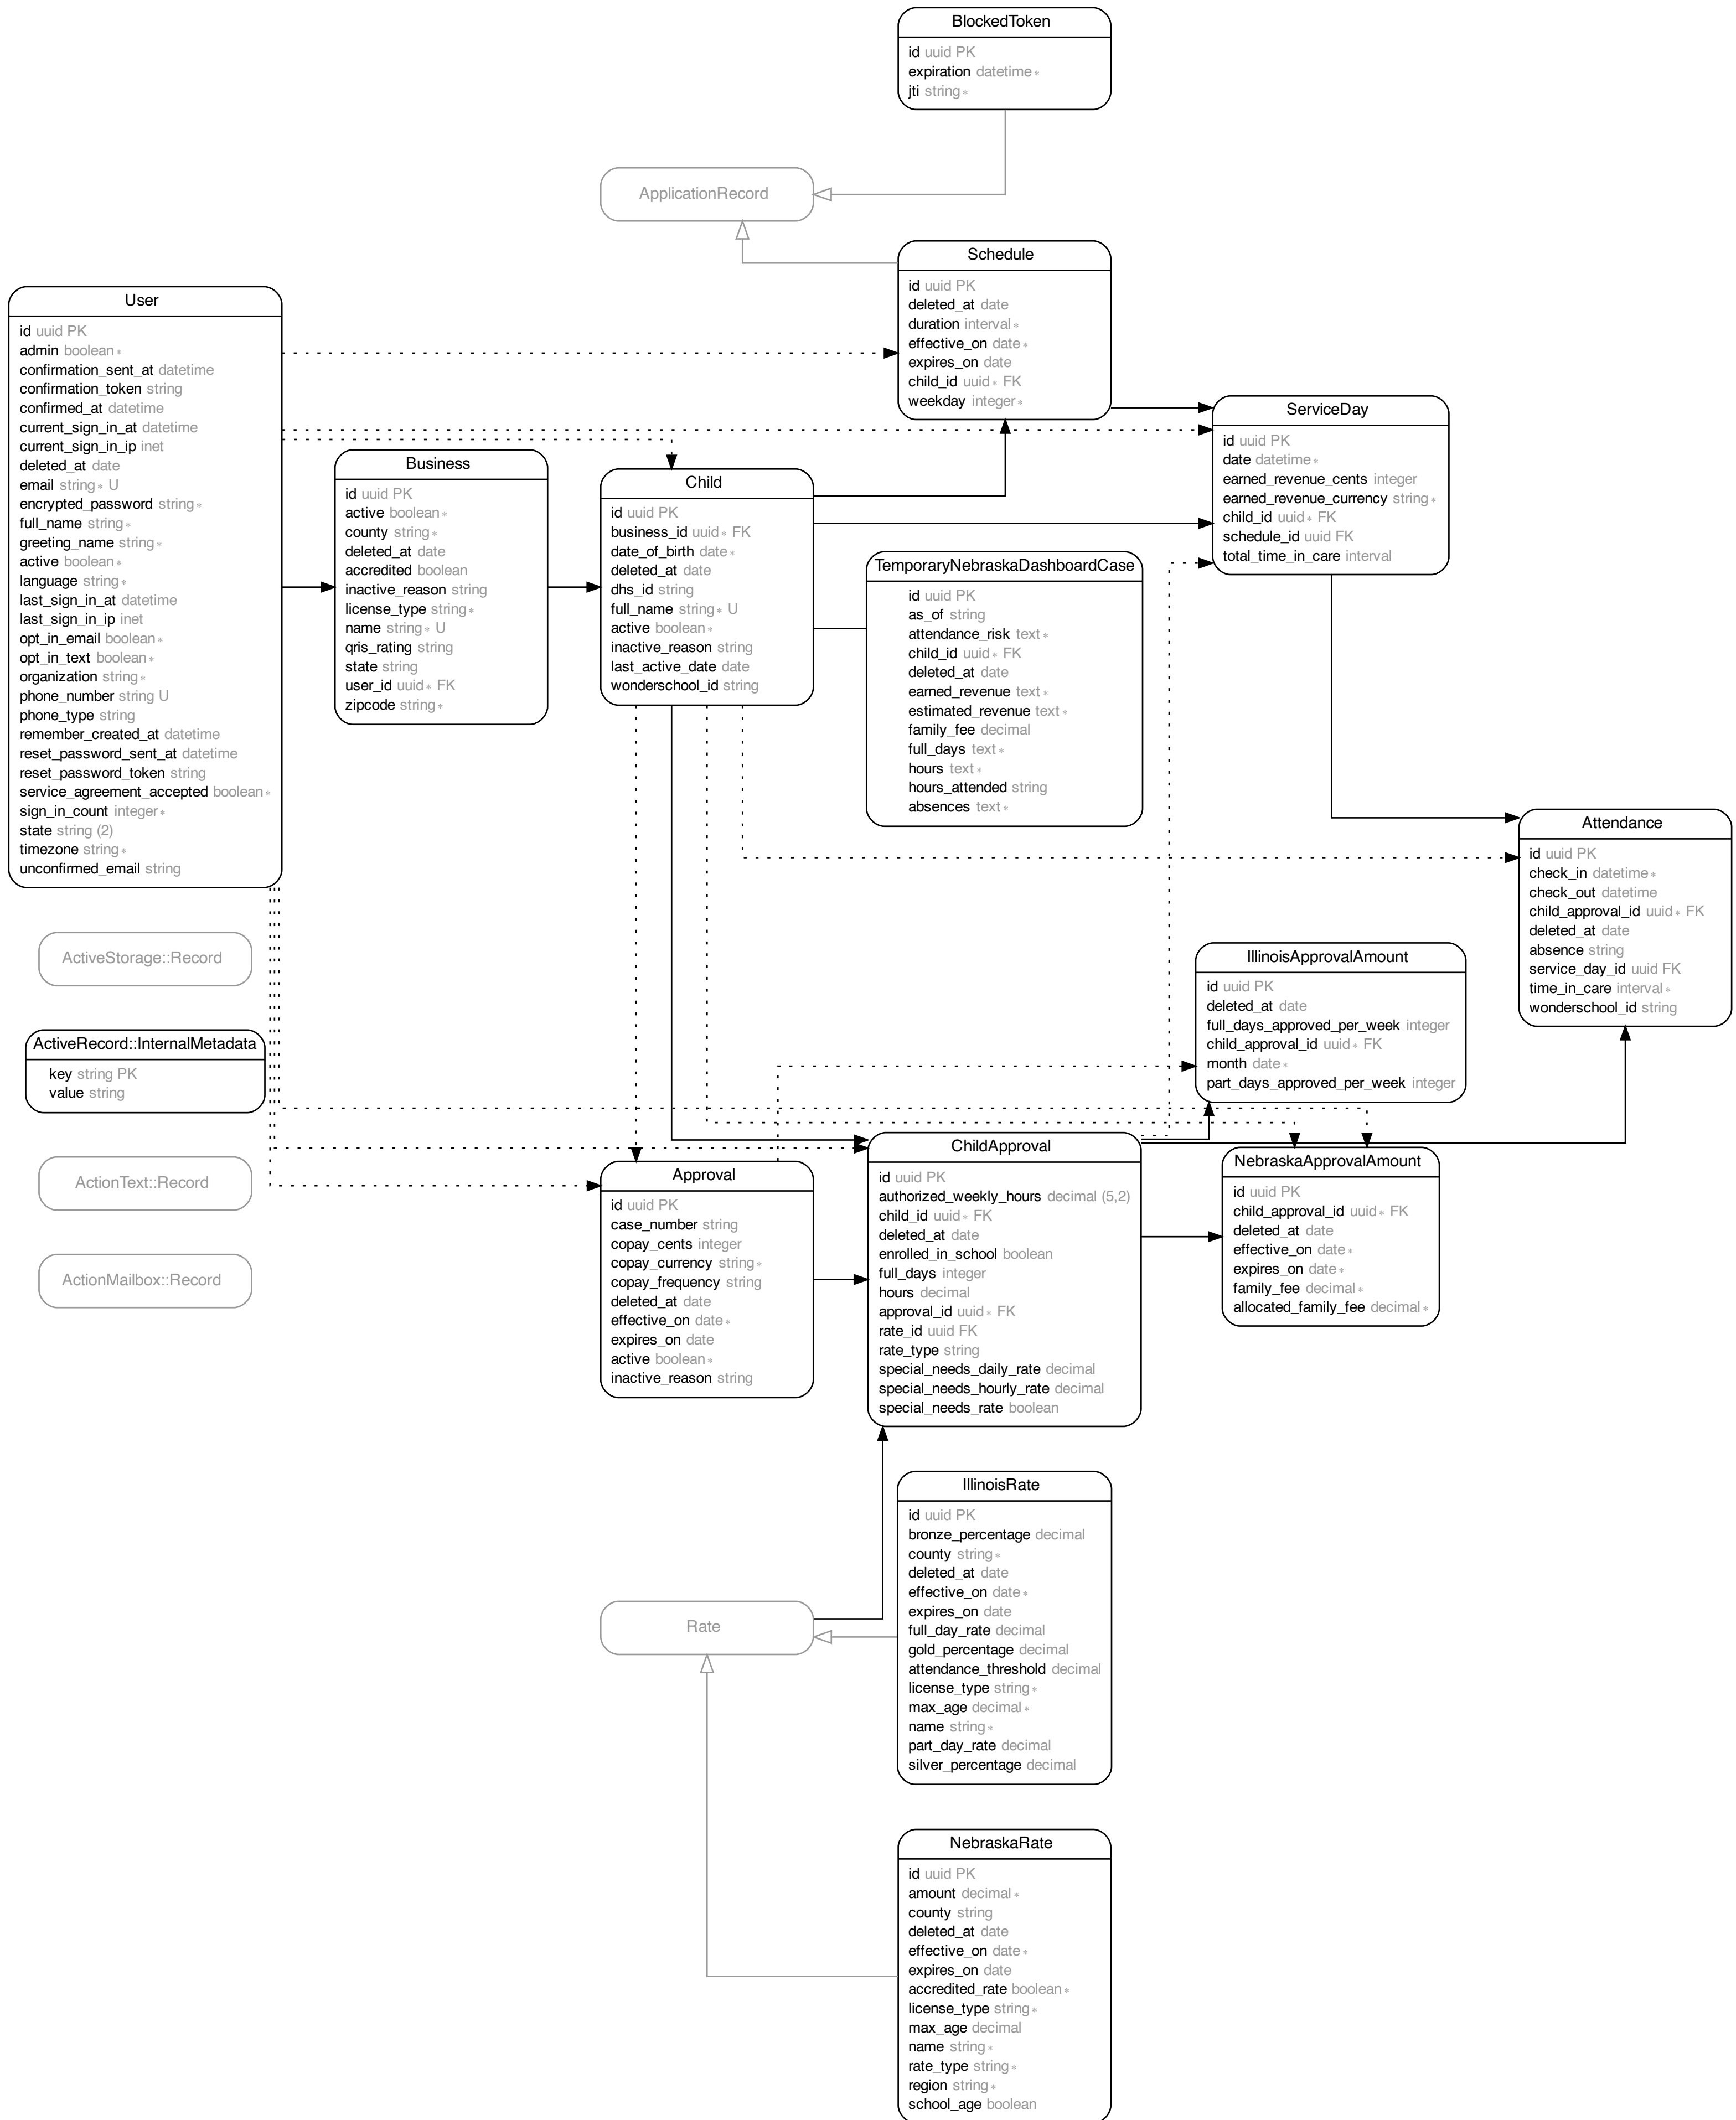 BlockedToken
id uuid PK
expiration datetime *
jti string *
ApplicationRecord
Schedule
id uuid PK
deleted_at date
duration interval *
effective_on date *
expires_on date
child_id uuid * FK
weekday integer *
User
id uuid PK
admin boolean *
confirmation_sent_at datetime
confirmation_token string
confirmed_at datetime
current_sign_in_at datetime
current_sign_in_ip inet
deleted_at date
email string * U
encrypted_password string *
full_name string *
greeting_name string *
active boolean *
language string *
last_sign_in_at datetime
last_sign_in_ip inet
opt_in_email boolean *
opt_in_text boolean *
organization string *
phone_number string U
phone_type string
remember_created_at datetime
reset_password_sent_at datetime
reset_password_token string
service_agreement_accepted boolean *
sign_in_count integer *
state string (2)
timezone string *
unconfirmed_email string
ServiceDay
id uuid PK
date datetime *
earned_revenue_cents integer
earned_revenue_currency string *
child_id uuid * FK
schedule_id uuid FK
total_time_in_care interval
Business
id uuid PK
active boolean *
county string *
deleted_at date
accredited boolean
inactive_reason string
license_type string *
name string * U
qris_rating string
state string
user_id uuid * FK
zipcode string *
Child
id uuid PK
business_id uuid * FK
date_of_birth date *
deleted_at date
dhs_id string
full_name string * U
active boolean *
inactive_reason string
last_active_date date
wonderschool_id string
TemporaryNebraskaDashboardCase
id uuid PK
as_of string
attendance_risk text *
child_id uuid * FK
deleted_at date
earned_revenue text *
estimated_revenue text *
family_fee decimal
full_days text *
hours text *
hours_attended string
absences text *
Attendance
id uuid PK
check_in datetime *
check_out datetime
child_approval_id uuid * FK
deleted_at date
absence string
service_day_id uuid FK
time_in_care interval *
wonderschool_id string
ActiveStorage::Record
IllinoisApprovalAmount
id uuid PK
deleted_at date
full_days_approved_per_week integer
child_approval_id uuid * FK
month date *
part_days_approved_per_week integer
ActiveRecord::InternalMetadata
key string PK
value string
ActionText::Record
ActionMailbox::Record
Approval
id uuid PK
case_number string
copay_cents integer
copay_currency string *
copay_frequency string
deleted_at date
effective_on date *
expires_on date
active boolean *
inactive_reason string
ChildApproval
id uuid PK
authorized_weekly_hours decimal (5,2)
child_id uuid * FK
deleted_at date
enrolled_in_school boolean
full_days integer
hours decimal
approval_id uuid * FK
rate_id uuid FK
rate_type string
special_needs_daily_rate decimal
special_needs_hourly_rate decimal
special_needs_rate boolean
NebraskaApprovalAmount
id uuid PK
child_approval_id uuid * FK
deleted_at date
effective_on date *
expires_on date *
family_fee decimal *
allocated_family_fee decimal *
IllinoisRate
id uuid PK
bronze_percentage decimal
county string *
deleted_at date
effective_on date *
expires_on date
full_day_rate decimal
gold_percentage decimal
attendance_threshold decimal
license_type string *
max_age decimal *
name string *
part_day_rate decimal
silver_percentage decimal
Rate
NebraskaRate
id uuid PK
amount decimal *
county string
deleted_at date
effective_on date *
expires_on date
accredited_rate boolean *
license_type string *
max_age decimal
name string *
rate_type string *
region string *
school_age boolean